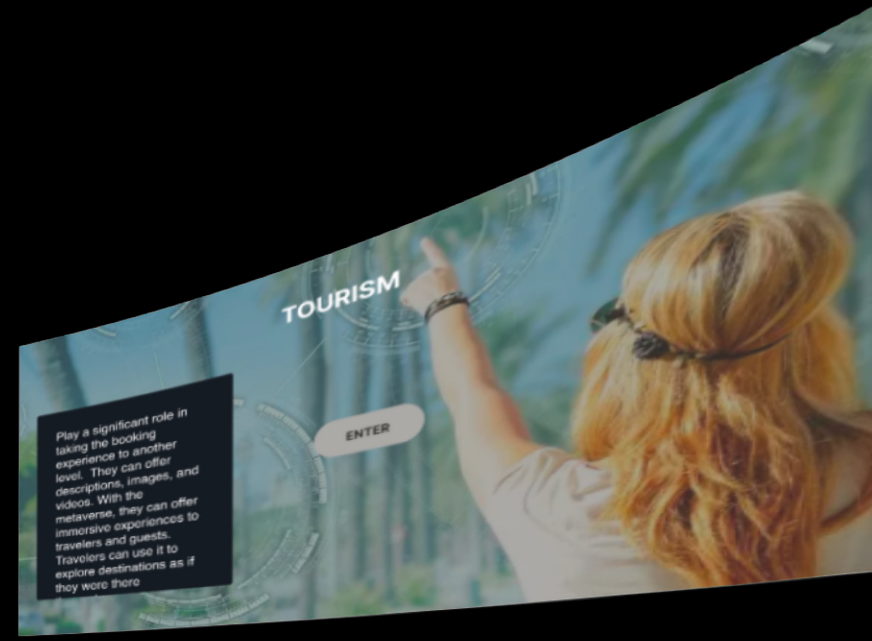 TOURISM
ENTER
Play a significant role in
taking the booking
experience to another
level. They can offer
descriptions, images, and
videos. With the
metaverse, they can offer
immersive experiences to
travelers and guests.
Travelers can use it to
explore destinations as if
they were there